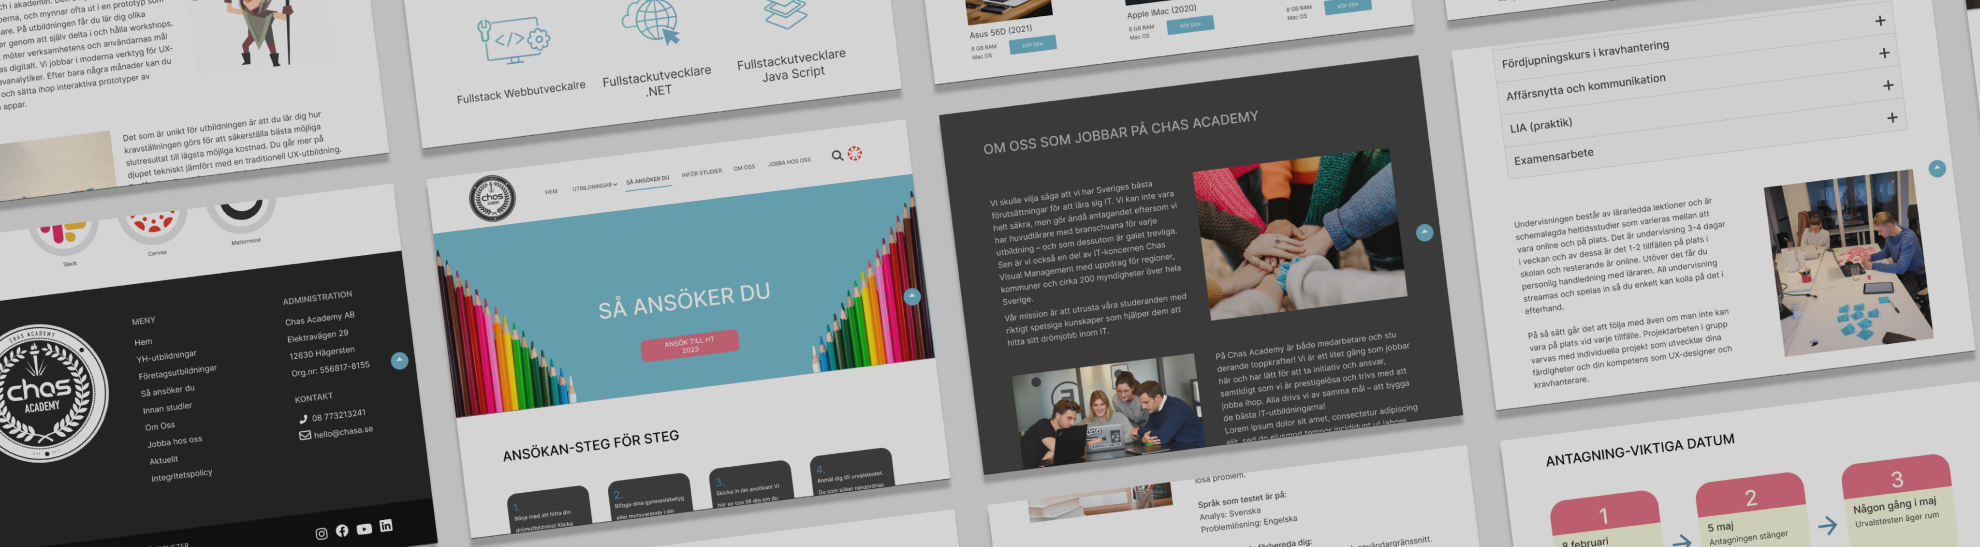 och i akademin. Den
perna, och mynnar ofta ut i en prototyp som
are. På utbildningen får du lär dig olika
er genom att själv delta i och hålla workshops.
möter verksamhetens och användarnas mål
as digitalt. Vi jobbar i moderna verktyg för UX-
vanalytiker. Efter bara några månader kan du
och sätta ihop interaktiva prototyper av
appar.
Det som är unikt för utbildningen är att du lär dig hur
kravställningen görs för att säkerställa bästa möjliga
slutresultat till lägsta möjliga kostnad. Du går mer på
djupet tekniskt jämfört med en traditionell UX-utbildning.
Slack
Canvas
Mattermost
CHAS ACADEMY
chas
ACADEMY
MENY
Hem
YH-utbildningar
Företagsutbildningar
Så ansöker du
Innan studier
Om Oss
Jobba hos oss
Aktuellt
Integritetspolicy
ADMINISTRATION
Chas Academy AB
Elektravägen 29
12630 Hägersten
Org.nr: 556817-8155
KONTAKT
08 773213241
hello@chasa.se
Fullstack Webbutveckalre
Fullstackutvecklare
.NET
Fullstackutvecklare
Java Script
chas
HEM
UTBILDNINGAR
SÅ ANSÖKER DU
INFÖR STUDIER
OM OSS
JOBBA HOS OSS
SÅ ANSÖKER DU
ANSÖK TILL HT
2023
ANSÖKAN-STEG FÖR STEG
1.
Börja med att hitta din
drömutbildning! Klicka
2.
Bifoga dina gymnasiebetyg
eller motsvarande i din
3.
Skicka in din ansökan! Vi
hör av oss till dig om du
4.
Anmäl dig till urvalstestet.
Du som söker rangordnas
Asus 56D (2021)
8 GB RAM
Mac OS
KÖP DEN
Apple iMac (2020)
8 GB RAM
Mac OS
KÖP DEN
8 GB RAM
Mac OS
KÖP DEN
OM OSS SOM JOBBAR PÅ CHAS ACADEMY
Vi skulle vilja säga att vi har Sveriges bästa
förutsättningar för att lära sig IT. Vi kan inte vara
helt säkra, men gör ändå antagandet eftersom vi
har huvudlärare med branschvana för varje
utbildning – och som dessutom är galet trevliga.
Sen är vi också en del av IT-koncernen Chas
Visual Management med uppdrag för regioner,
kommuner och cirka 200 myndigheter över hela
Sverige.
Vår mission är att utrusta våra studeranden med
riktigt spetsiga kunskaper som hjälper dem att
hitta sitt drömjobb inom IT.
På Chas Academy är både medarbetare och stu
derande toppkrafter! Vi är ett litet gäng som jobbar
här och har lätt för att ta initiativ och ansvar,
samtidigt som vi är prestigelösa och trivs med att
jobba ihop. Alla drivs vi av samma mål – att bygga
de bästa IT-utbildningarna!
Lorem ipsum dolor sit amet, consectetur adipiscing
elit, sed do eiusmod tempor incididunt ut labore
lösa problem.
Språk som testet är på:
Analys: Svenska
Problemlösning: Engelska
förbereda dig:
användargränssnitt.
Fördjupningskurs i kravhantering
Affärsnytta och kommunikation
LIA (praktik)
Examensarbete
Undervisningen består av lärarledda lektioner och är
schemalagda heltidsstudier som varieras mellan att
vara online och på plats. Det är undervisning 3-4 dagar
i veckan och av dessa är det 1-2 tillfällen på plats i
skolan och resterande är online. Utöver det får du
personlig handledning med läraren. All undervisning
streamas och spelas in så du enkelt kan kolla på det i
efterhand.
På så sätt går det att följa med även om man inte kan
vara på plats vid varje tillfälle. Projektarbeten i grupp
varvas med individuella projekt som utvecklar dina
färdigheter och din kompetens som UX-designer och
kravhanterare.
ANTAGNING-VIKTIGA DATUM
1
8 februari
2
5 maj
Antagningen stänger
3
Någon gång i maj
Urvalstesten äger rum